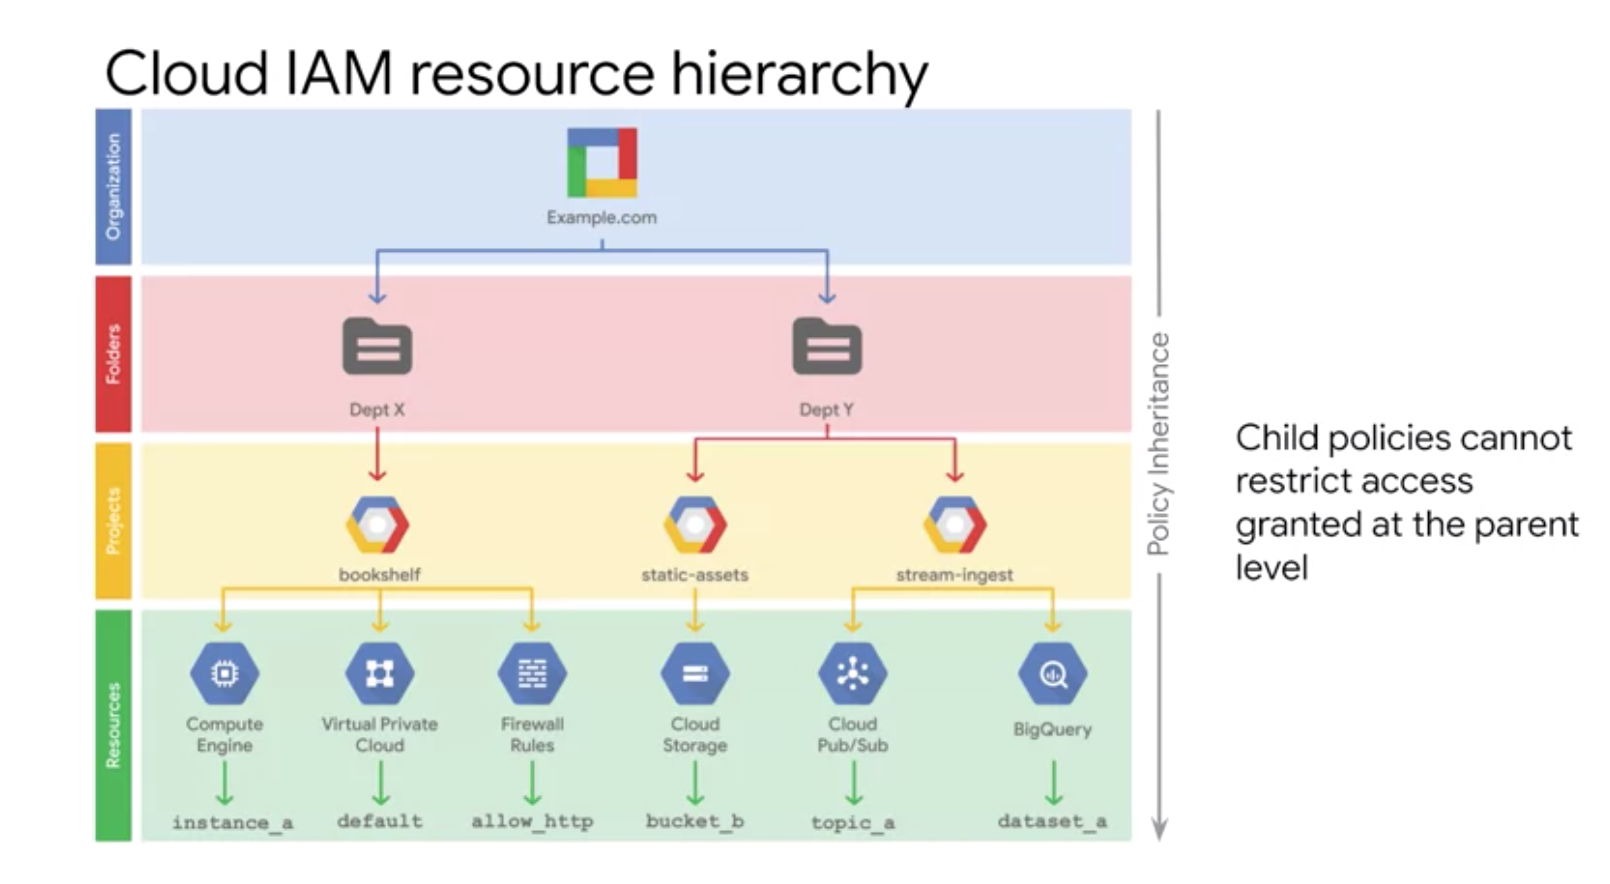 Cloud IAM resource hierarchy
Organization
Example.com
Folders
Dept X
Dept Y
Projects
bookshelf
static-assets
stream-ingest
Resources
Compute
Engine
Virtual Private
Cloud
Firewall
Rules
Cloud
Storage
Cloud
Pub/Sub
BigQuery
instance_a
default
allow_http
bucket_b
topic_a
dataset_a
Policy Inheritance
Child policies cannot
restrict access
granted at the parent
level